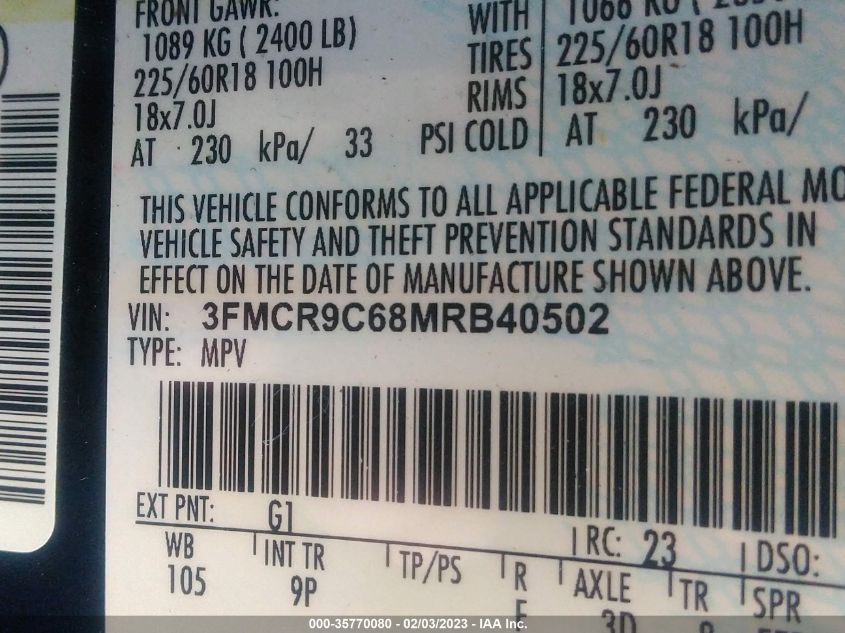 FRONT GAWR:
1089 KG ( 2400 LB)
225/60R18 100H
18x7.0J
AT 230 kPa/ 33 PSI COLD
WITH
TIRES
RIMS
225/60R18 100H
18x7.0J
AT 230 kPa/
THIS VEHICLE CONFORMS TO ALL APPLICABLE FEDERAL MO
VEHICLE SAFETY AND THEFT PREVENTION STANDARDS IN
EFFECT ON THE DATE OF MANUFACTURE SHOWN ABOVE.
VIN: 3FMCR9C68MRB40502
TYPE: MPV
EXT PNT: G1 RC: 23 DSO:
WB INT TR TP/PS R AXLE TR SPR
105 9P
000-35770080 - 02/03/2023 - IAA Inc.